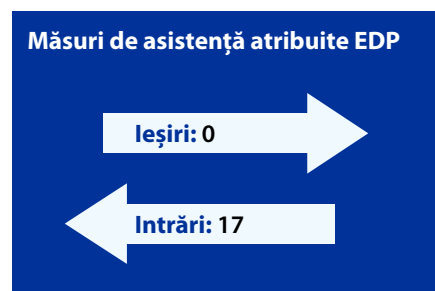 Măsuri de asistență atribuite EDP
Ieșiri: 0
Intrări: 17